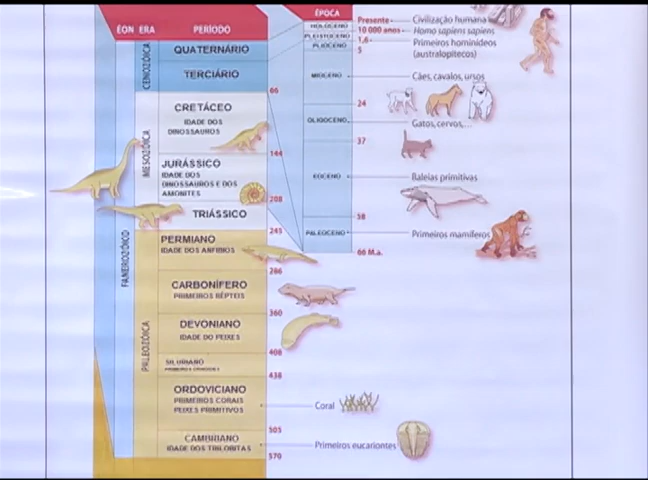 ÉPOCA
ÉON ERA PERÍODO
Presente
Civilização humana
HOLOCENO
10 000 anos
Homo sapiens sapiens
PLEISTOCENO
1,6
Primeiros hominídeos
(australopitecos)
PLIOCENO
5
CENOZÓICA
QUATERNÁRIO
TERCIÁRIO
MIOCENO
Cães, cavalos, ursos
66
24
MESOZÓICA
CRETÁCEO
IDADE DOS
DINOSSAUROS
OLIGOCENO
Gatos, cervos,...
37
144
JURÁSSICO
IDADE DOS
DINOSSAUROS E DOS
AMONITES
EOCENO
Baleias primitivas
208
TRIÁSSICO
58
245
PALEOCENO
Primeiros mamíferos
66 M.a.
FANEROZÓICO
PERMIANO
IDADE DOS ANFIBIOS
286
PALEOZÓICA
CARBONÍFERO
PRIMEIROS RÉPTEIS
360
DEVONIANO
IDADE DO PEIXES
408
SILURIANO
438
ORDOVICIANO
PRIMEIROS CORAIS
PEIXES PRIMITIVOS
Coral
505
CAMBRIANO
IDADE DOS TRILOBITAS
Primeiros eucariontes
570